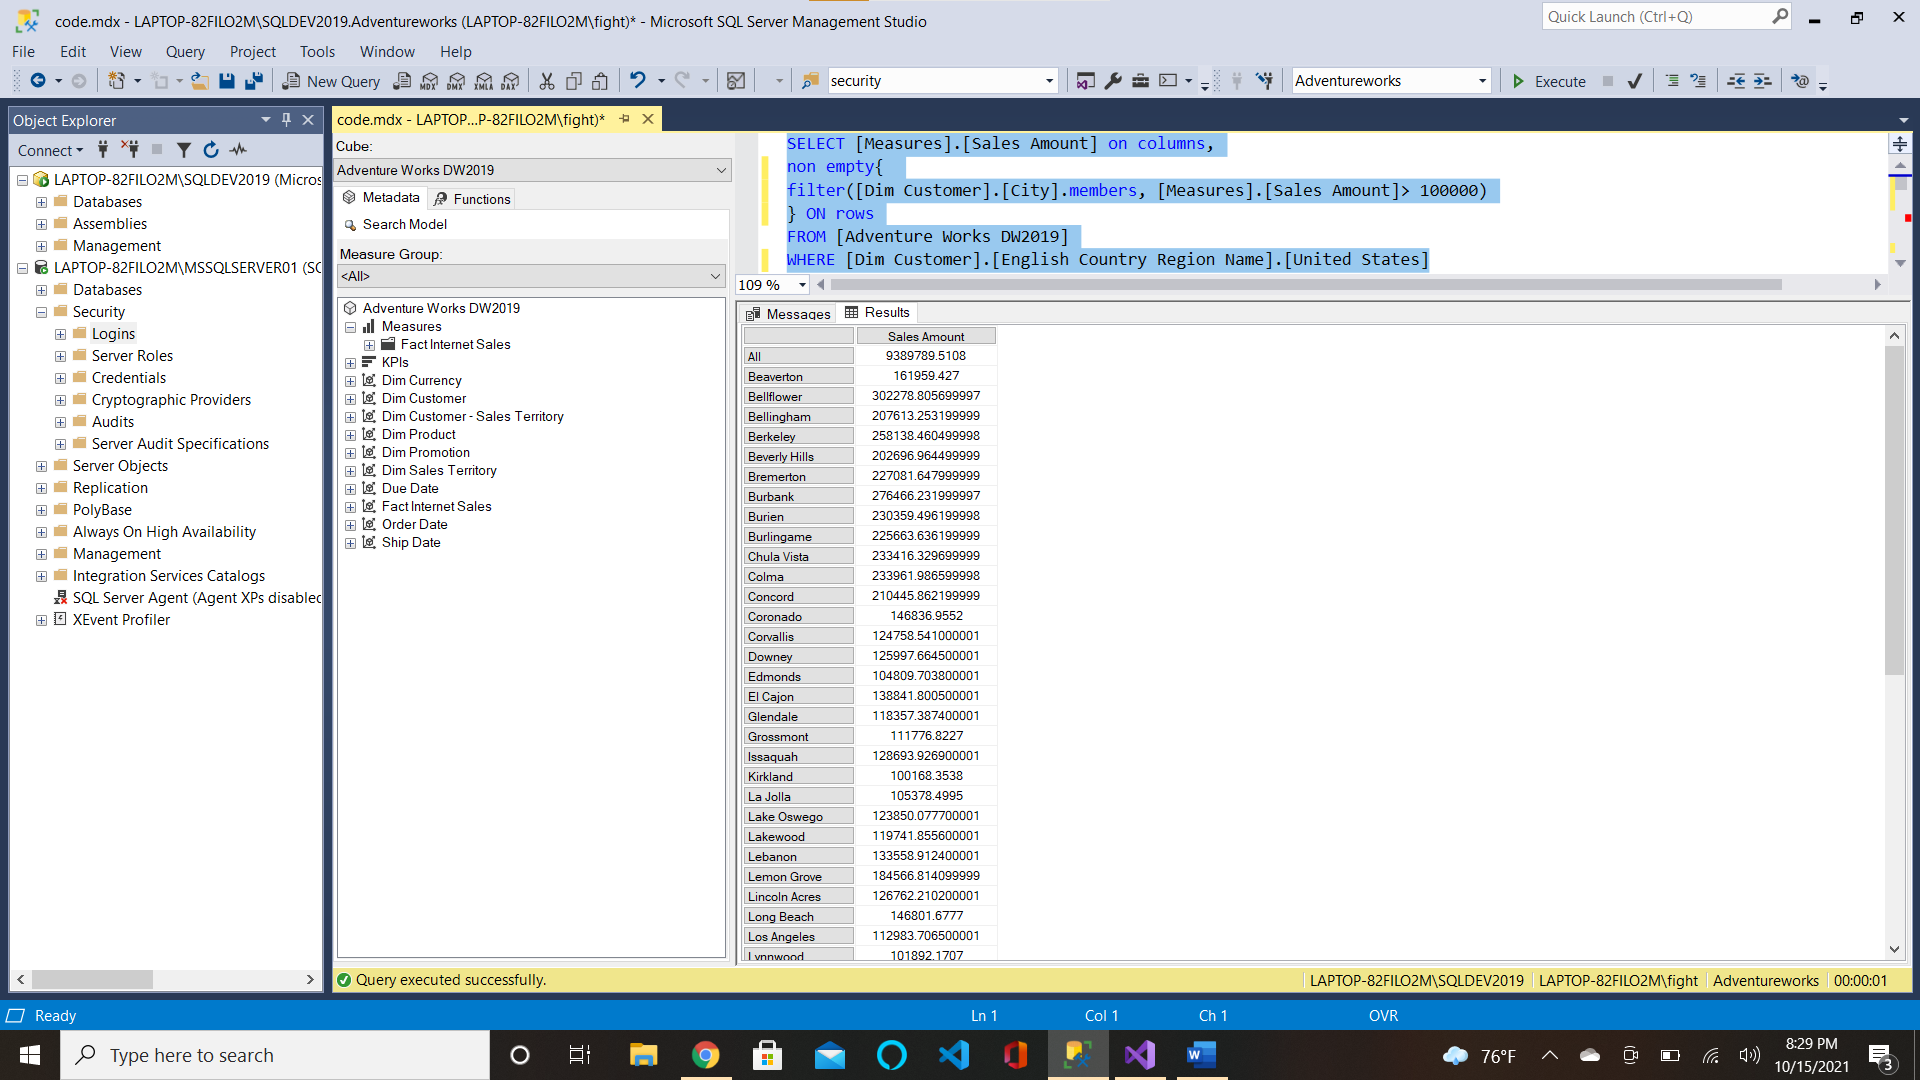 code.mdx - LAPTOP-82FILO2M\SQLDEV2019.Adventureworks (LAPTOP-82FILO2M\fight)* - Microsoft SQL Server Management Studio
Quick Launch (Ctrl+Q)
File Edit View Query Project Tools Window Help
New Query MDX DMX XMLA DAX security Adventureworks Execute
Object Explorer
Connect
LAPTOP-82FILO2M\SQLDEV2019 (Micros
Databases
Assemblies
Management
LAPTOP-82FILO2M\MSSQLSERVER01 (SC
Databases
Security
Logins
Server Roles
Credentials
Cryptographic Providers
Audits
Server Audit Specifications
Server Objects
Replication
PolyBase
Always On High Availability
Management
Integration Services Catalogs
SQL Server Agent (Agent XPs disabled
XEvent Profiler
code.mdx - LAPTOP...P-82FILO2M\fight)*
Cube:
Adventure Works DW2019
Metadata Functions
Search Model
Measure Group:
<All>
Adventure Works DW2019
Measures
Fact Internet Sales
KPIs
Dim Currency
Dim Customer
Dim Customer - Sales Territory
Dim Product
Dim Promotion
Dim Sales Territory
Due Date
Fact Internet Sales
Order Date
Ship Date
SELECT [Measures].[Sales Amount] on columns,
non empty{
filter([Dim Customer].[City].members, [Measures].[Sales Amount]> 100000)
} ON rows
FROM [Adventure Works DW2019]
WHERE [Dim Customer].[English Country Region Name].[United States]
109 %
Messages Results
Sales Amount
All 9389789.5108
Beaverton 161959.427
Bellflower 302278.805699997
Bellingham 207613.253199999
Berkeley 258138.460499998
Beverly Hills 202696.964499999
Bremerton 227081.647999999
Burbank 276466.231999997
Burien 230359.496199998
Burlingame 225663.636199999
Chula Vista 233416.329699999
Colma 233961.986599998
Concord 210445.862199999
Coronado 146836.9552
Corvallis 124758.541000001
Downey 125997.664500001
Edmonds 104809.703800001
El Cajon 138841.800500001
Glendale 118357.387400001
Grossmont 111776.8227
Issaquah 128693.926900001
Kirkland 100168.3538
La Jolla 105378.4995
Lake Oswego 123850.077700001
Lakewood 119741.855600001
Lebanon 133558.912400001
Lemon Grove 184566.814099999
Lincoln Acres 126762.210200001
Long Beach 146801.6777
Los Angeles 112983.706500001
Lynnwood 101892.1707
Query executed successfully. LAPTOP-82FILO2M\SQLDEV2019 LAPTOP-82FILO2M\fight Adventureworks 00:00:01
Ready Ln 1 Col 1 Ch 1 OVR
Type here to search
76°F
8:29 PM
10/15/2021
3